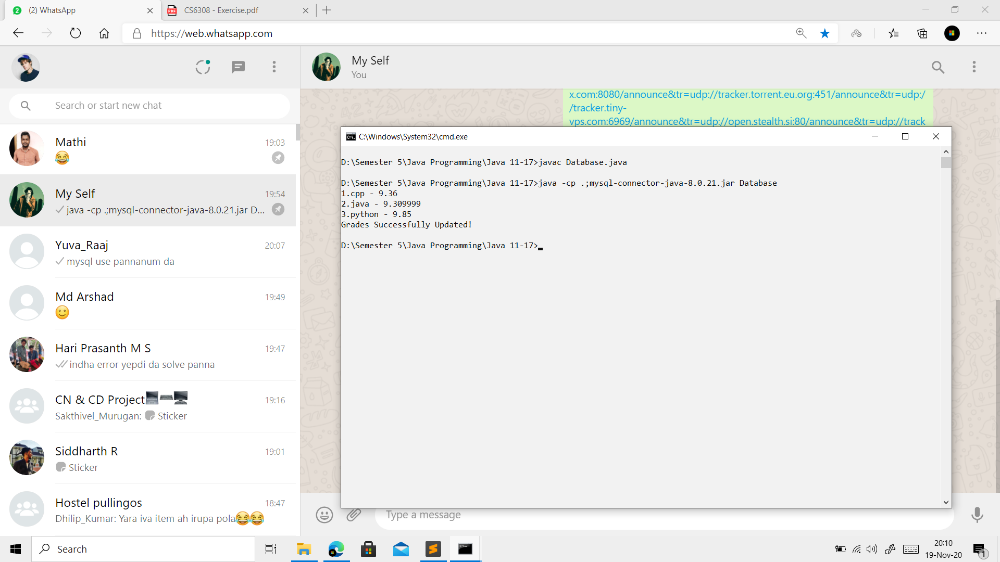 (2) WhatsApp
CS6308 - Exercise.pdf
https://web.whatsapp.com
My Self
You
Search or start new chat
x.com:8080/announce&tr=udp://tracker.torrent.eu.org:451/announce&tr=udp:/
/tracker.tiny-
vps.com:6969/announce&tr=udp://open.stealth.si:80/announce&tr=udp://track
Mathi
19:03
😂
My Self
19:54
java -cp .;mysql-connector-java-8.0.21.jar D...
Yuva_Raaj
20:07
mysql use pannanum da
Md Arshad
19:49
🙂
Hari Prasanth M S
19:47
indha error yepdi da solve panna
CN & CD Project💻⌨️🖥️
19:16
Sakthivel_Murugan: Sticker
Siddharth R
19:01
Sticker
Hostel pullingos
18:47
Dhilip_Kumar: Yara iva item ah irupa pola😂😂
C:\Windows\System32\cmd.exe
D:\Semester 5\Java Programming\Java 11-17>javac Database.java
D:\Semester 5\Java Programming\Java 11-17>java -cp .;mysql-connector-java-8.0.21.jar Database
1.cpp - 9.36
2.java - 9.309999
3.python - 9.85
Grades Successfully Updated!
D:\Semester 5\Java Programming\Java 11-17>
Type a message
Search
20:10
19-Nov-20
1